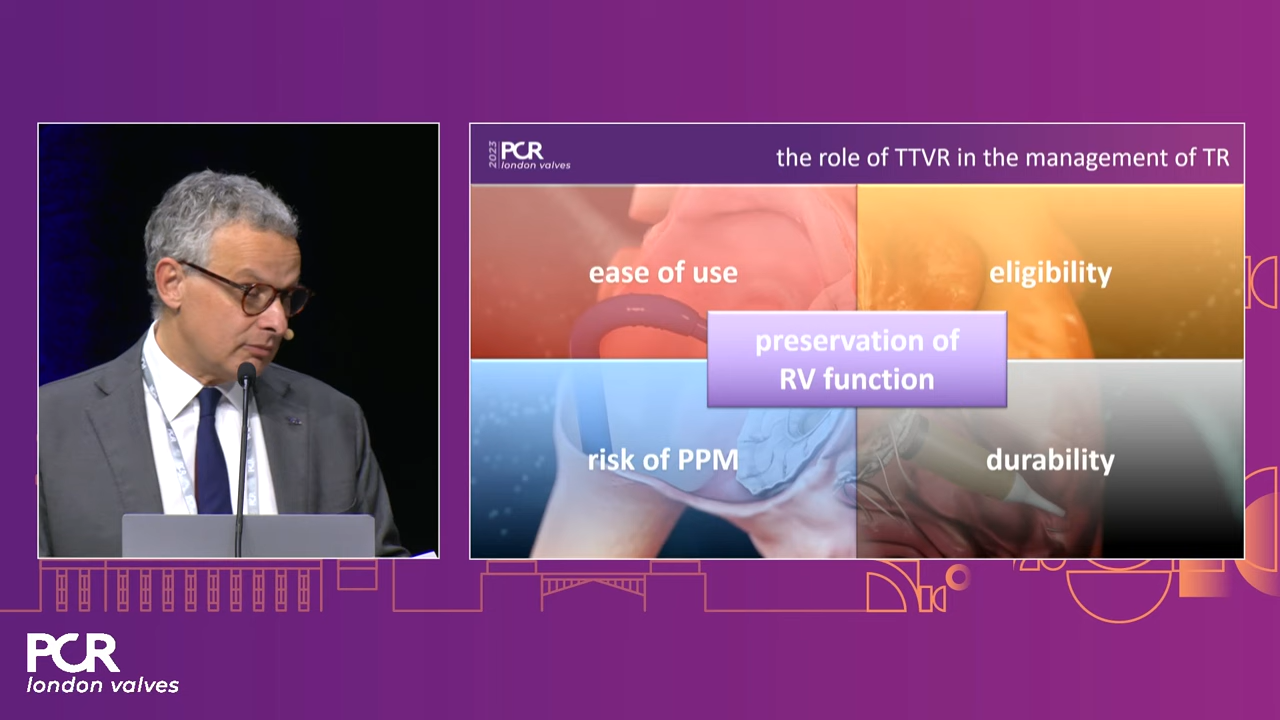 2023
PCR
london valves
the role of TTVR in the management of TR
ease of use
eligibility
preservation of
RV function
risk of PPM
durability
PCR
london valves